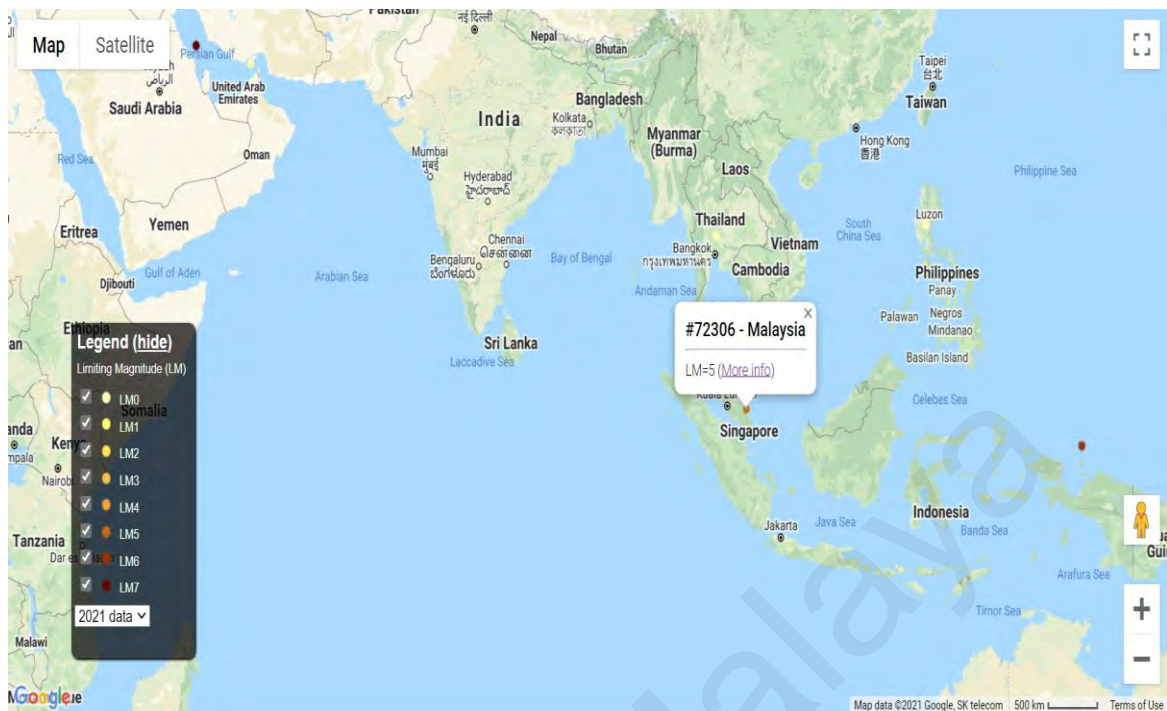 Map
Satellite
Pakistan
नई दिल्ली
Nepal
Bhutan
Persian Gulf
الرياض
Saudi Arabia
United Arab
Emirates
India
Bangladesh
Kolkata
কলকাতা
Taipei
台北
Taiwan
Hong Kong
香港
Myanmar
(Burma)
Laos
Red Sea
Oman
Mumbai
मुंबई
Hyderabad
హైదరాబాద్
Philippine Sea
Yemen
Eritrea
Thailand
Luzon
South
China Sea
Vietnam
Chennai
சென்னை
Bengaluru
ಬೆಂಗಳೂರು
Bay of Bengal
Bangkok
กรุงเทพมหานคร
Cambodia
Gulf of Aden
Arabian Sea
Djibouti
Andaman Sea
Philippines
Panay
Palawan
Negros
Mindanao
Ethiopia
Sri Lanka
Laccadive Sea
Basilan Island
#72306 - Malaysia
X
LM=5 (More info)
Legend (hide)
Limiting Magnitude (LM)
LM0
LM1
LM2
LM3
LM4
LM5
LM6
LM7
2021 data
Somalia
Kenya
Nairobi
Celebes Sea
Singapore
Indonesia
Tanzania
Jakarta
Java Sea
Banda Sea
Arafura Sea
Timor Sea
Malawi
Google
Map data ©2021 Google, SK telecom
500 km
Terms of Use
Malaya